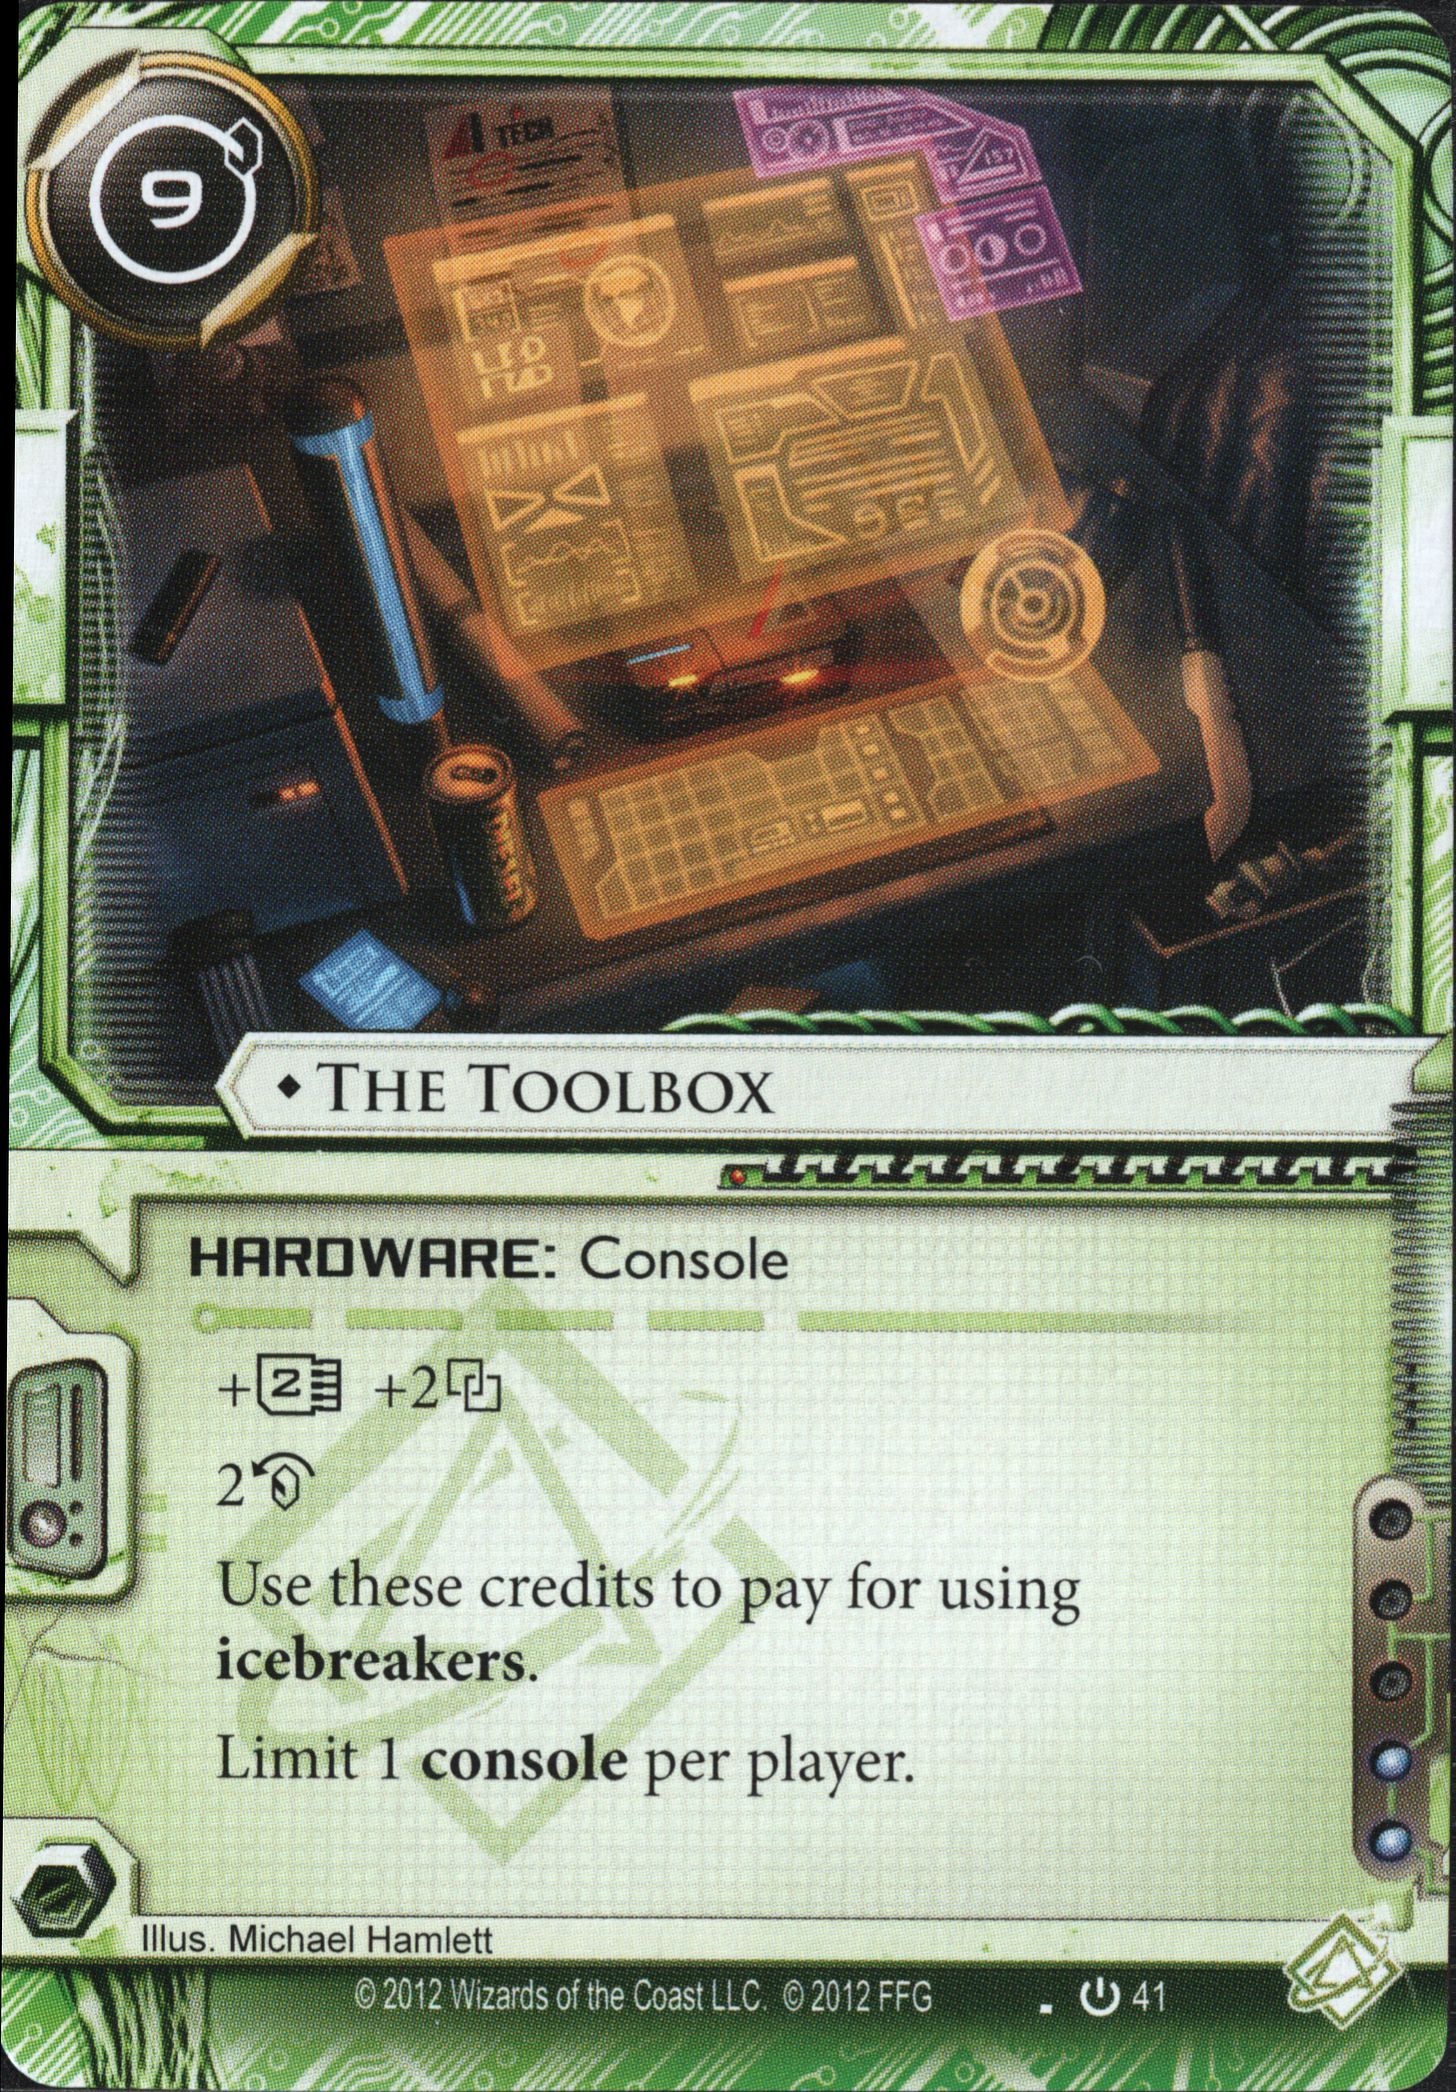 9
TECH
THE TOOLBOX
HARDWARE: Console
+2 +2
2
Use these credits to pay for using
icebreakers.
Limit 1 console per player.
Illus. Michael Hamlett
© 2012 Wizards of the Coast LLC. © 2012 FFG
41